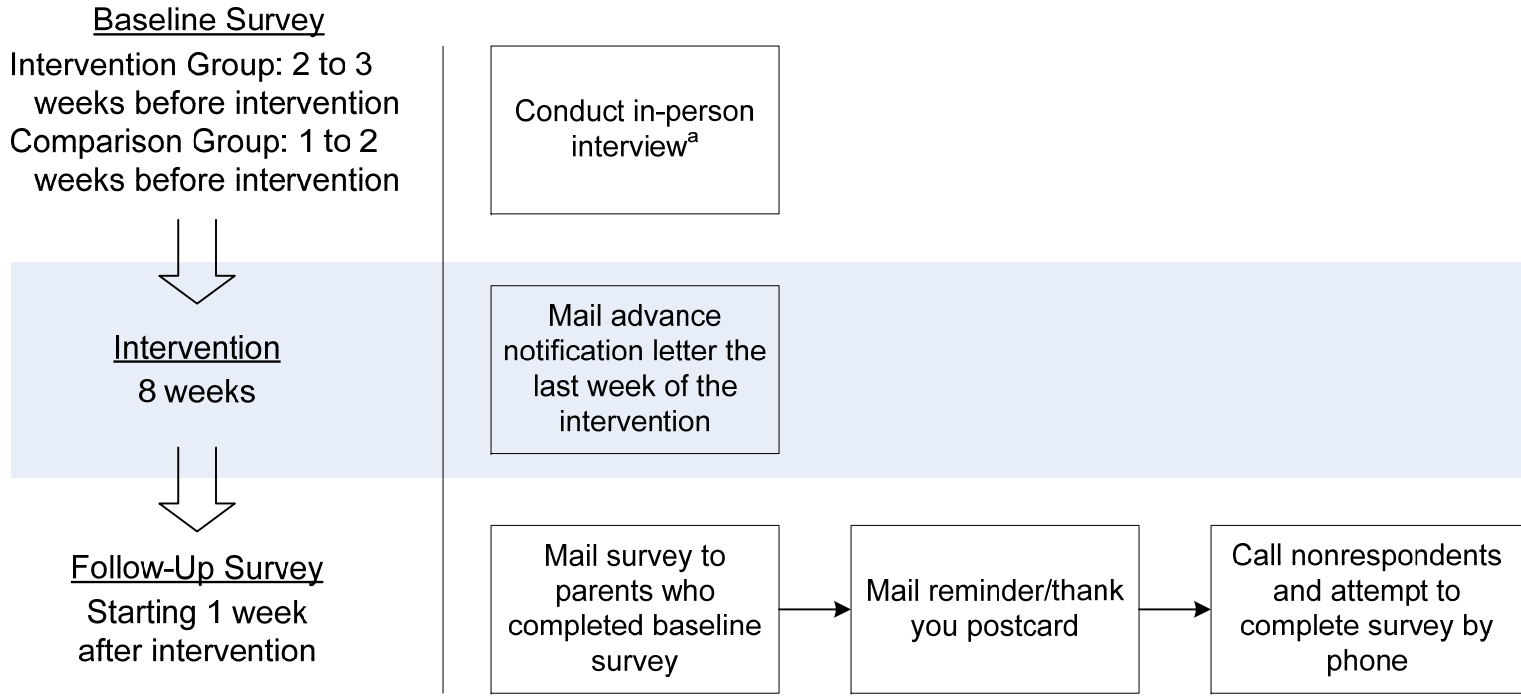 Baseline Survey
Intervention Group: 2 to 3
weeks before intervention
Comparison Group: 1 to 2
weeks before intervention
Conduct in-person
interviewª
Intervention
8 weeks
Mail advance
notification letter the
last week of the
intervention
Follow-Up Survey
Starting 1 week
after intervention
Mail survey to
parents who
completed baseline
survey
Mail reminder/thank
you postcard
Call nonrespondents
and attempt to
complete survey by
phone